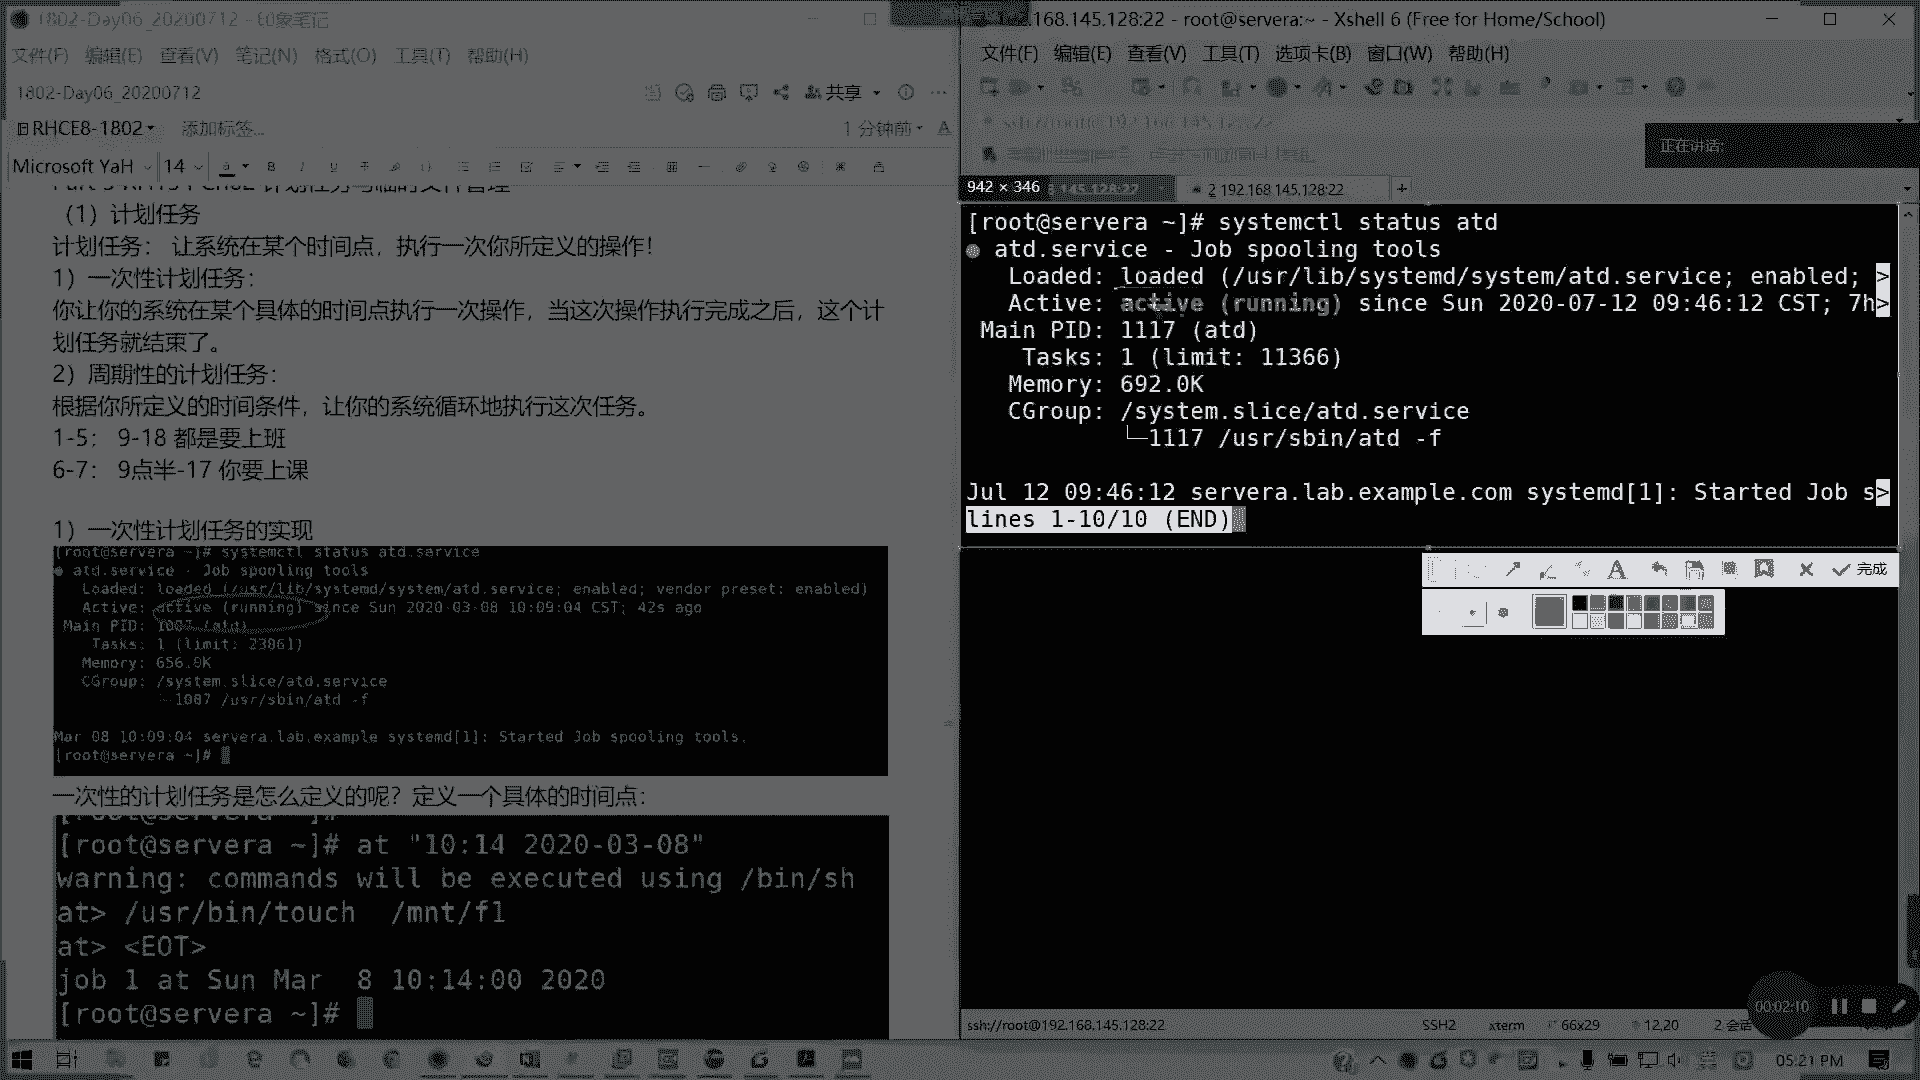 1802-Day06_20200712 - 印象笔记
文件(F) 编辑(E) 查看(V) 笔记(N) 格式(O) 工具(T) 帮助(H)
1802-Day06_20200712
共享
RHCE8-1802
添加标签...
1 分钟前
Microsoft YaH 14
（1）计划任务
计划任务： 让系统在某个时间点，执行一次你所定义的操作！
1）一次性计划任务：
你让你的系统在某个具体的时间点执行一次操作，当这次操作执行完成之后，这个计
划任务就结束了。
2）周期性的计划任务：
根据你所定义的时间条件，让你的系统循环地执行这次任务。
1-5： 9-18 都是要上班
6-7： 9点半-17 你要上课
1）一次性计划任务的实现
[root@servera ~]# systemctl status atd.service
● atd.service - Job spooling tools
Loaded: loaded (/usr/lib/systemd/system/atd.service; enabled; vendor preset: enabled)
Active: active (running) since Sun 2020-03-08 10:09:04 CST; 42s ago
Main PID: 1087 (atd)
Tasks: 1 (limit: 23861)
Memory: 656.0K
CGroup: /system.slice/atd.service
1087 /usr/sbin/atd -f
Mar 08 10:09:04 servera.lab.example systemd[1]: Started Job spooling tools.
[root@servera ~]#
一次性的计划任务是怎么定义的呢？定义一个具体的时间点：
[root@servera ~]# at "10:14 2020-03-08"
warning: commands will be executed using /bin/sh
at> /usr/bin/touch /mnt/f1
at> <EOT>
job 1 at Sun Mar 8 10:14:00 2020
[root@servera ~]#
.168.145.128:22 - root@servera:~ - Xshell 6 (Free for Home/School)
文件(F) 编辑(E) 查看(V) 工具(T) 选项卡(B) 窗口(W) 帮助(H)
ssh://root@192.168.145.128:22
正在讲话:
942 × 346
145.128:22
2 192.168.145.128:22
[root@servera ~]# systemctl status atd
● atd.service - Job spooling tools
Loaded: loaded (/usr/lib/systemd/system/atd.service; enabled; >
Active: active (running) since Sun 2020-07-12 09:46:12 CST; 7h>
Main PID: 1117 (atd)
Tasks: 1 (limit: 11366)
Memory: 692.0K
CGroup: /system.slice/atd.service
└─1117 /usr/sbin/atd -f
Jul 12 09:46:12 servera.lab.example.com systemd[1]: Started Job s>
lines 1-10/10 (END)
完成
00:02:10
ssh://root@192.168.145.128:22 SSH2 xterm 66x29 12,20 2 会话
05:21 PM